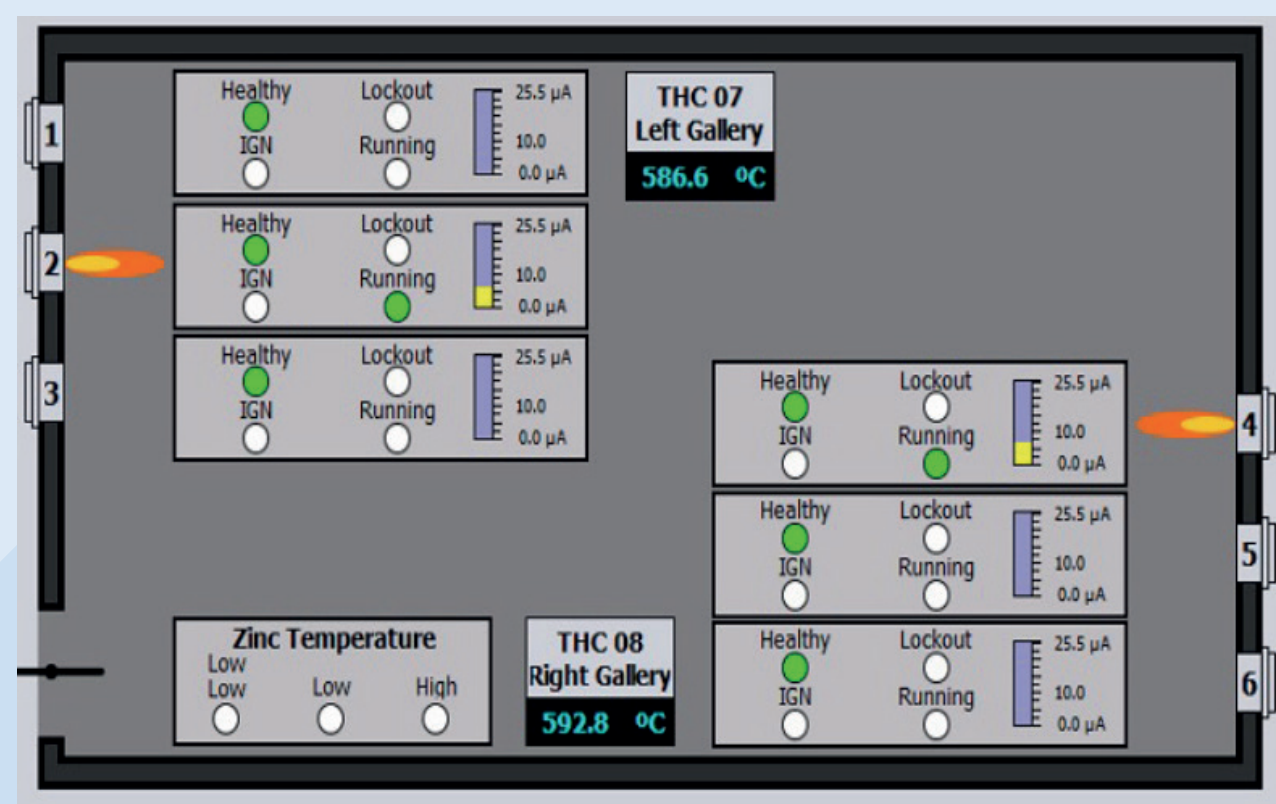 1
Healthy Lockout
25.5 µA
IGN Running
10.0
0.0 µA
THC 07
Left Gallery
586.6 ºC
2
Healthy Lockout
25.5 µA
IGN Running
10.0
0.0 µA
3
Healthy Lockout
25.5 µA
IGN Running
10.0
0.0 µA
4
Healthy Lockout
25.5 µA
IGN Running
10.0
0.0 µA
5
Healthy Lockout
25.5 µA
IGN Running
10.0
0.0 µA
Zinc Temperature
Low
Low Low High
THC 08
Right Gallery
592.8 ºC
6
Healthy Lockout
25.5 µA
IGN Running
10.0
0.0 µA